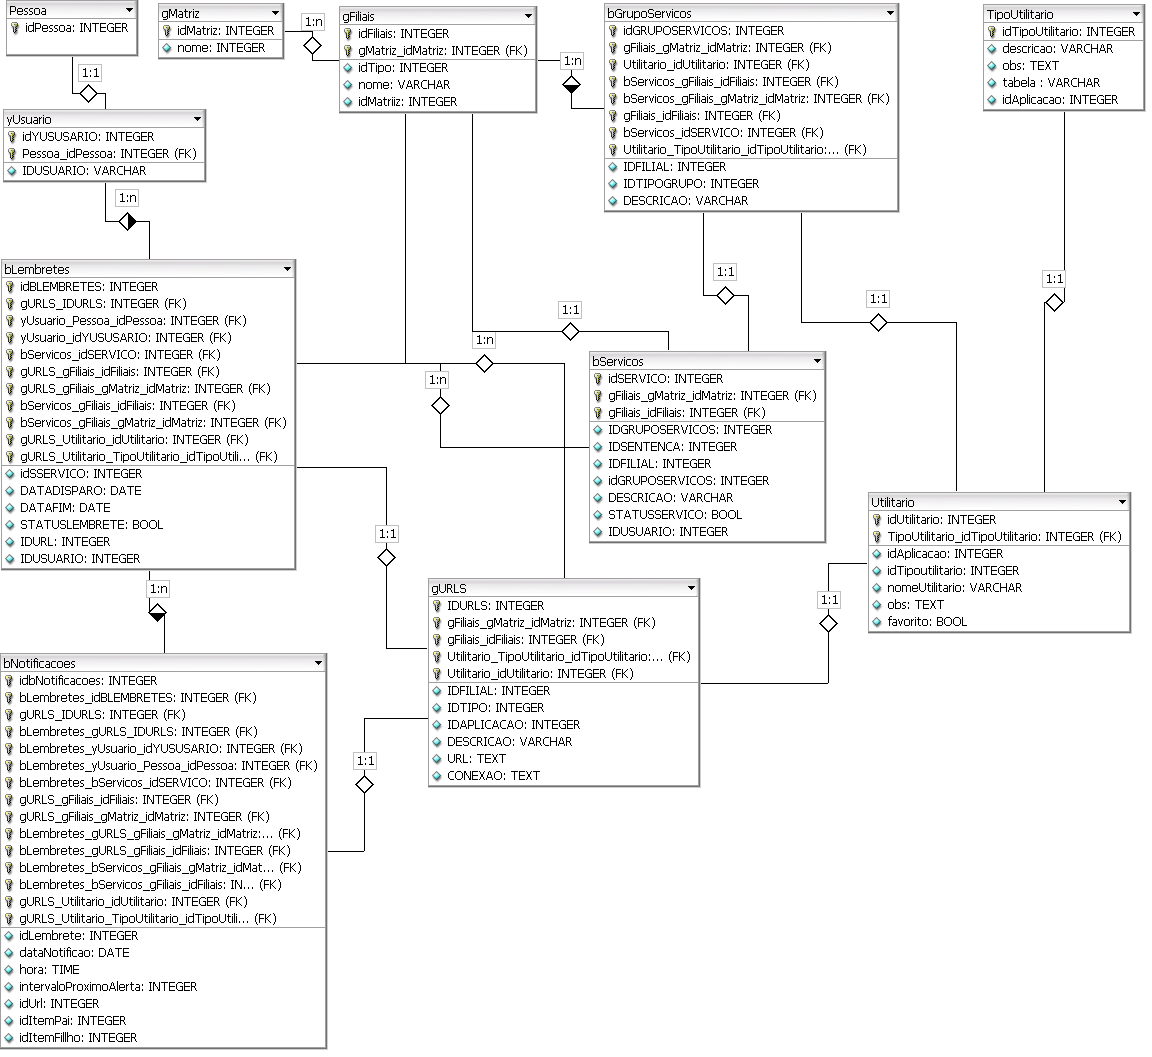 Pessoa
idPessoa: INTEGER
gMatriz
idMatriz: INTEGER
nome: INTEGER
1:n
gFiliais
idFiliais: INTEGER
gMatriz_idMatriz: INTEGER (FK)
idTipo: INTEGER
nome: VARCHAR
idMatriiz: INTEGER
1:n
bGrupoServicos
idGRUPOSERVICOS: INTEGER
gFiliais_gMatriz_idMatriz: INTEGER (FK)
Utilitario_idUtilitario: INTEGER (FK)
bServicos_gFiliais_idFiliais: INTEGER (FK)
bServicos_gFiliais_gMatriz_idMatriz: INTEGER (FK)
gFiliais_idFiliais: INTEGER (FK)
bServicos_idSERVICO: INTEGER (FK)
Utilitario_TipoUtilitario_idTipoUtilitario:... (FK)
IDFILIAL: INTEGER
IDTIPOGRUPO: INTEGER
DESCRICAO: VARCHAR
TipoUtilitario
idTipoUtilitario: INTEGER
descricao: VARCHAR
obs: TEXT
tabela : VARCHAR
idAplicacao: INTEGER
1:1
yUsuario
idYUSUSARIO: INTEGER
Pessoa_idPessoa: INTEGER (FK)
IDUSUARIO: VARCHAR
1:n
bLembretes
idBLEMBRETES: INTEGER
gURLS_IDURLS: INTEGER (FK)
yUsuario_Pessoa_idPessoa: INTEGER (FK)
yUsuario_idYUSUSARIO: INTEGER (FK)
bServicos_idSERVICO: INTEGER (FK)
gURLS_gFiliais_idFiliais: INTEGER (FK)
gURLS_gFiliais_gMatriz_idMatriz: INTEGER (FK)
bServicos_gFiliais_idFiliais: INTEGER (FK)
bServicos_gFiliais_gMatriz_idMatriz: INTEGER (FK)
gURLS_Utilitario_idUtilitario: INTEGER (FK)
gURLS_Utilitario_TipoUtilitario_idTipoUtili... (FK)
idSSERVICO: INTEGER
DATADISPARO: DATE
DATAFIM: DATE
STATUSLEMBRETE: BOOL
IDURL: INTEGER
IDUSUARIO: INTEGER
1:1
1:1
1:1
1:1
1:n
1:n
bServicos
idSERVICO: INTEGER
gFiliais_gMatriz_idMatriz: INTEGER (FK)
gFiliais_idFiliais: INTEGER (FK)
IDGRUPOSERVICOS: INTEGER
IDSENTENCA: INTEGER
IDFILIAL: INTEGER
idGRUPOSERVICOS: INTEGER
DESCRICAO: VARCHAR
STATUSSERVICO: BOOL
IDUSUARIO: INTEGER
Utilitario
idUtilitario: INTEGER
TipoUtilitario_idTipoUtilitario: INTEGER (FK)
idAplicacao: INTEGER
idTipoutilitario: INTEGER
nomeUtilitario: VARCHAR
obs: TEXT
favorito: BOOL
1:1
1:n
1:1
gURLS
IDURLS: INTEGER
gFiliais_gMatriz_idMatriz: INTEGER (FK)
gFiliais_idFiliais: INTEGER (FK)
Utilitario_TipoUtilitario_idTipoUtilitario:... (FK)
Utilitario_idUtilitario: INTEGER (FK)
IDFILIAL: INTEGER
IDTIPO: INTEGER
IDAPLICACAO: INTEGER
DESCRICAO: VARCHAR
URL: TEXT
CONEXAO: TEXT
1:1
bNotificacoes
idbNotificacoes: INTEGER
bLembretes_idBLEMBRETES: INTEGER (FK)
gURLS_IDURLS: INTEGER (FK)
bLembretes_gURLS_IDURLS: INTEGER (FK)
bLembretes_yUsuario_idYUSUSARIO: INTEGER (FK)
bLembretes_yUsuario_Pessoa_idPessoa: INTEGER (FK)
bLembretes_bServicos_idSERVICO: INTEGER (FK)
gURLS_gFiliais_idFiliais: INTEGER (FK)
gURLS_gFiliais_gMatriz_idMatriz: INTEGER (FK)
bLembretes_gURLS_gFiliais_gMatriz_idMatriz:... (FK)
bLembretes_gURLS_gFiliais_idFiliais: INTEGER (FK)
bLembretes_bServicos_gFiliais_gMatriz_idMat... (FK)
bLembretes_bServicos_gFiliais_idFiliais: IN... (FK)
gURLS_Utilitario_idUtilitario: INTEGER (FK)
gURLS_Utilitario_TipoUtilitario_idTipoUtili... (FK)
idLembrete: INTEGER
dataNotificao: DATE
hora: TIME
intervaloProximoAlerta: INTEGER
idUrl: INTEGER
idItemPai: INTEGER
idItemFillho: INTEGER